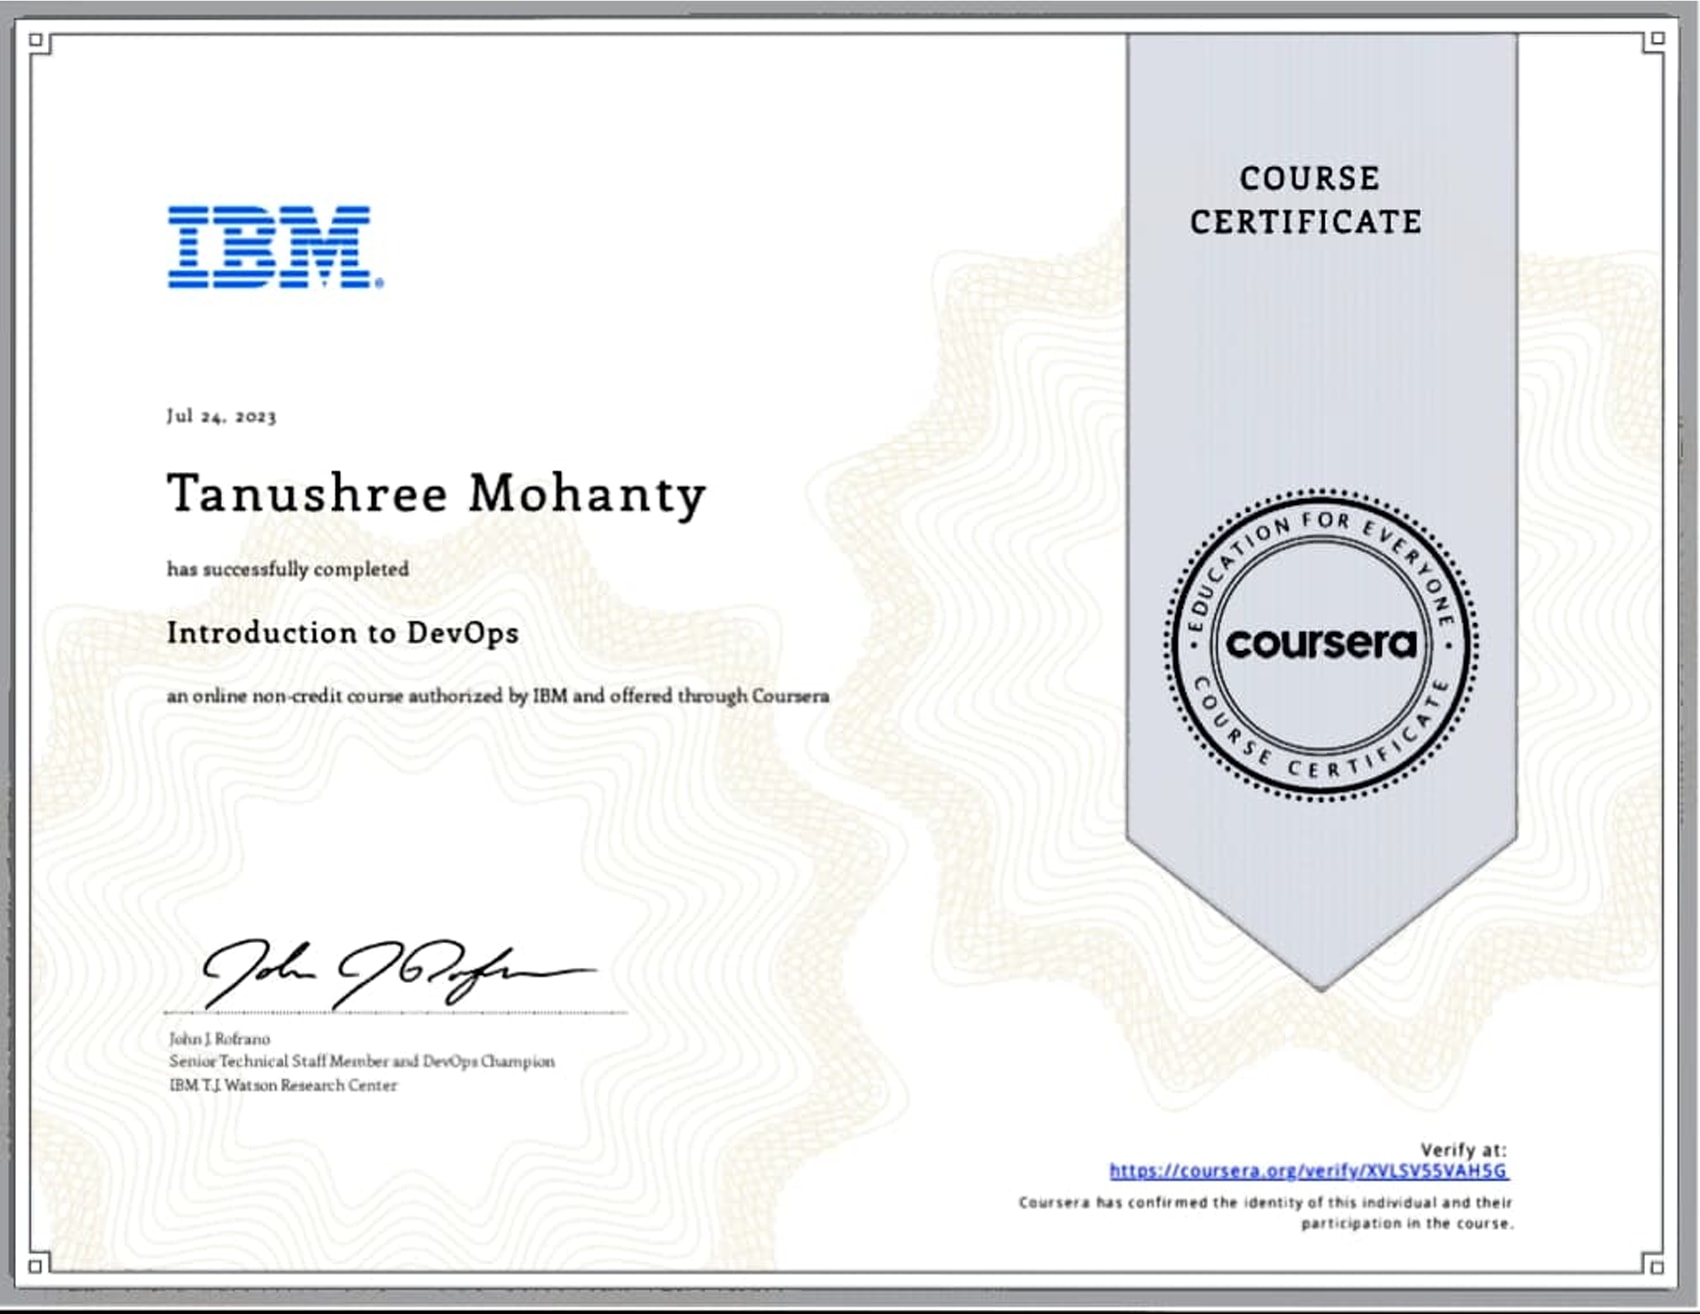 COURSE
CERTIFICATE
IBM®
Jul 24, 2023
Tanushree Mohanty
has successfully completed
Introduction to DevOps
an online non-credit course authorized by IBM and offered through Coursera
EDUCATION FOR EVERYONE
coursera
COURSE CERTIFICATE
John J Rofrano
John J. Rofrano
Senior Technical Staff Member and DevOps Champion
IBM T.J. Watson Research Center
Verify at:
https://coursera.org/verify/XVLSV55VAH5G
Coursera has confirmed the identity of this individual and their
participation in the course.